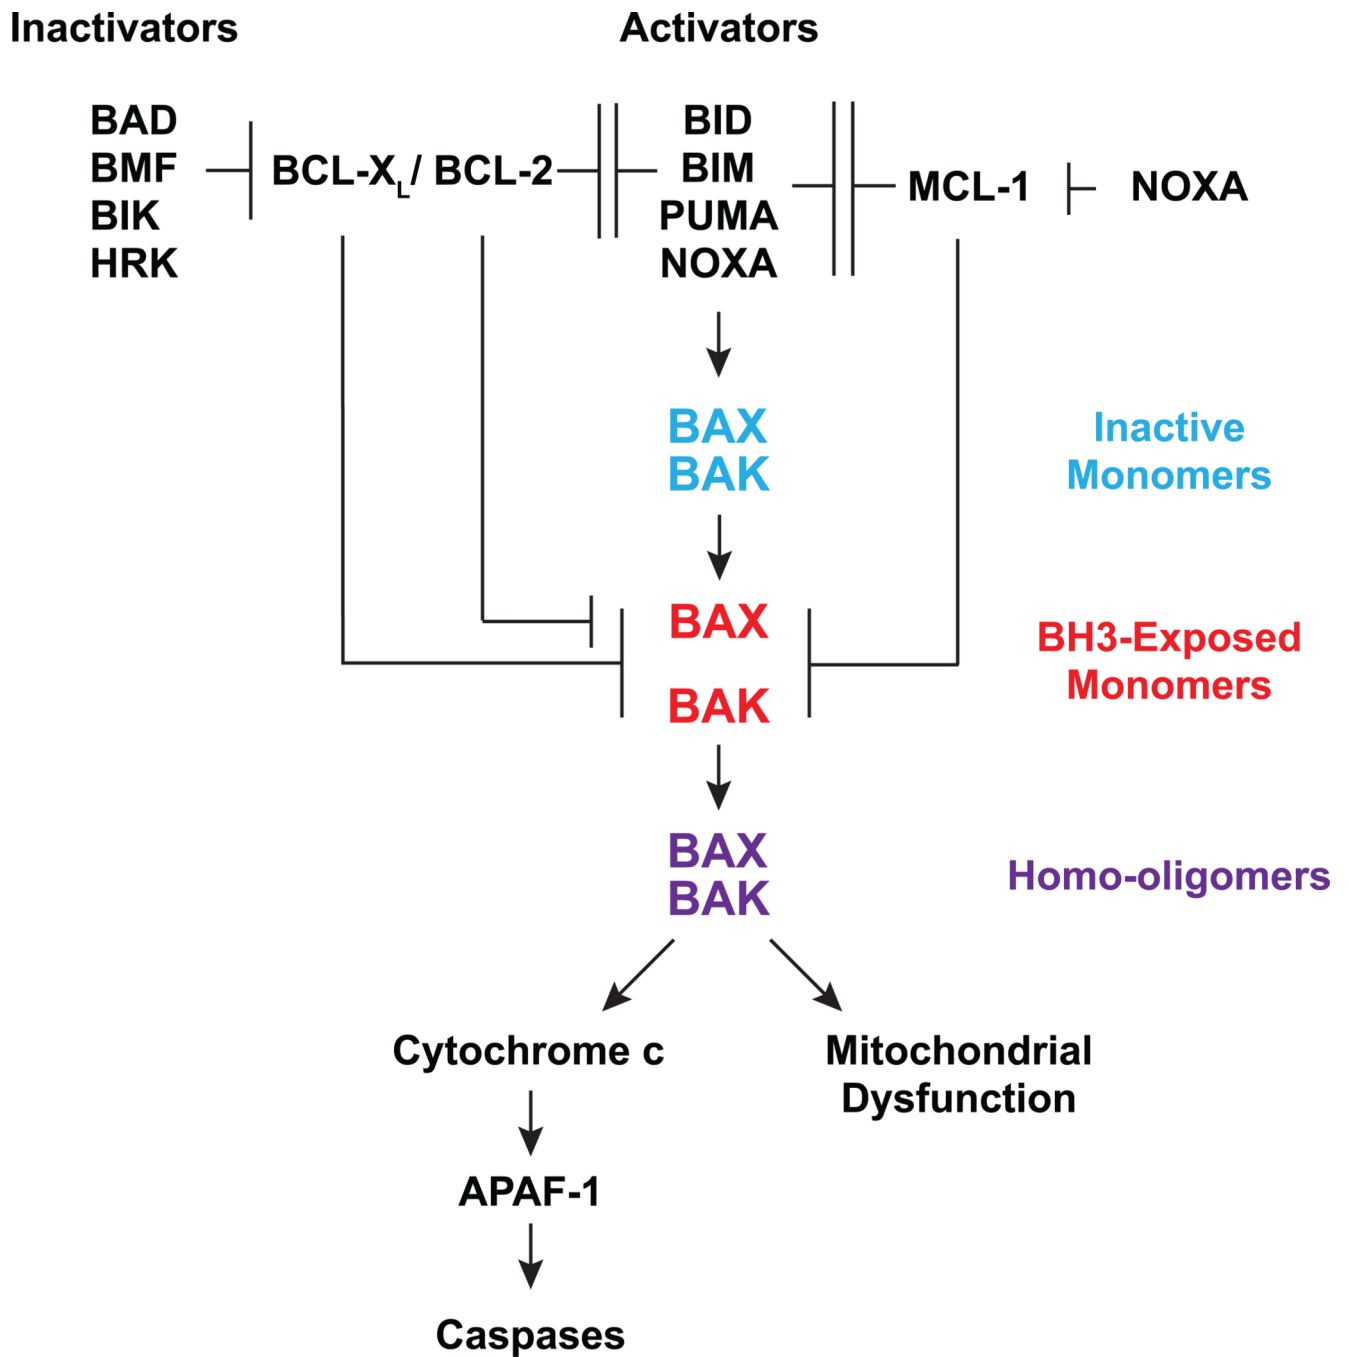 Inactivators
Activators
BAD
BMF
BIK
HRK
BCL-XL/ BCL-2
BID
BIM
PUMA
NOXA
MCL-1
NOXA
BAX
BAK
Inactive
Monomers
BAX
BAK
BH3-Exposed
Monomers
BAX
BAK
Homo-oligomers
Cytochrome c
Mitochondrial
Dysfunction
APAF-1
Caspases